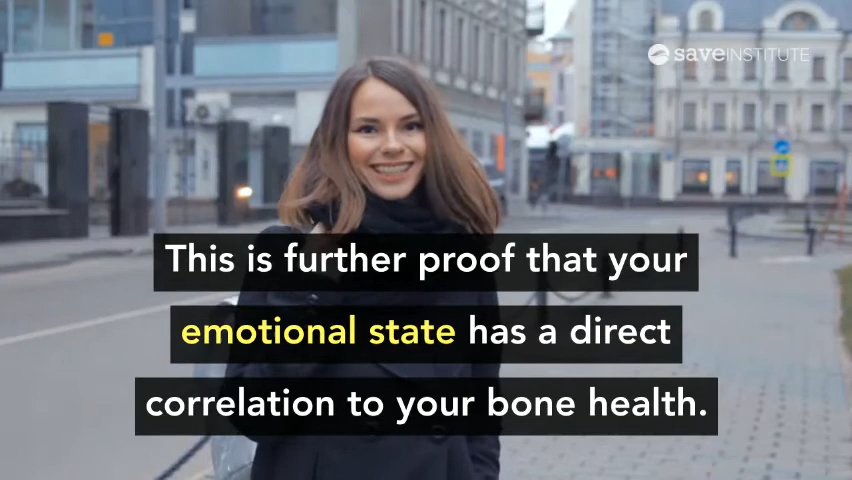 saveINSTITUTE
This is further proof that your
emotional state has a direct
correlation to your bone health.